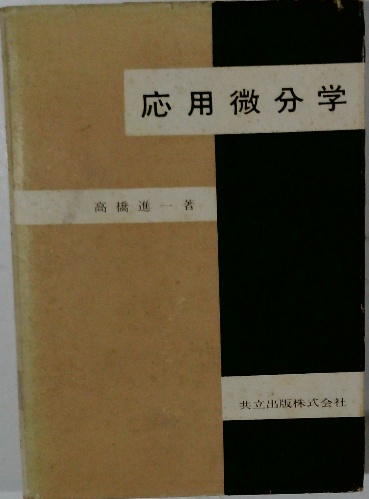 応用微分学
高橋進一著
共立出版株式会社